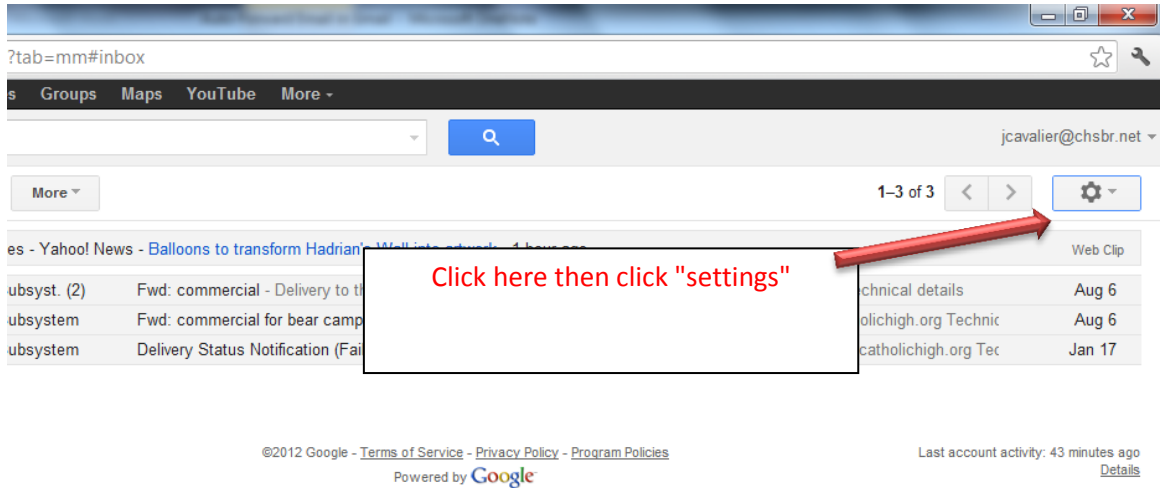 ?tab=mm#inbox
s Groups Maps YouTube More
jcavalier@chsbr.net
More 1–3 of 3
es - Yahoo! News - Balloons to transform Hadrian's Wall into artwork - 1 hour ago Web Clip
Click here then click "settings"
ubsyst. (2) Fwd: commercial - Delivery to th echnical details Aug 6
ubsystem Fwd: commercial for bear camp olichigh.org Technic Aug 6
ubsystem Delivery Status Notification (Fai catholichigh.org Tec Jan 17
©2012 Google - Terms of Service - Privacy Policy - Program Policies Last account activity: 43 minutes ago
Powered by Google Details